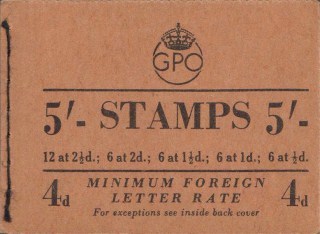 GPO
5/- STAMPS 5/-
12 at 2½d.; 6 at 2d.; 6 at 1½d.; 6 at 1d.; 6 at ½d.
4d MINIMUM FOREIGN LETTER RATE 4d
For exceptions see inside back cover